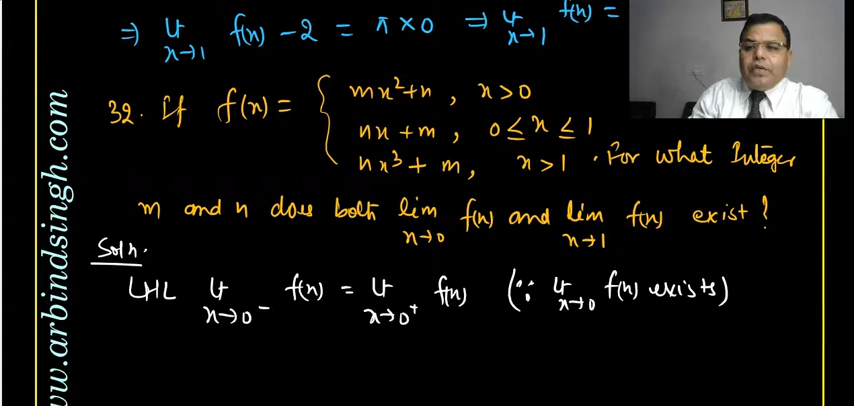 ⇒ Lt x→1 f(x) - 2 = π × 0 ⇒ Lt x→1 f(x) =
32. If f(x) = { mx²+n , x > 0
nx + m , 0 ≤ x ≤ 1
nx³ + m , x > 1 . For what Integer
m and n does both lim x→0 f(x) and lim x→1 f(x) exist ?
Soln.
LHL Lt x→0⁻ f(x) = Lt x→0⁺ f(x) (∵ Lt x→0 f(x) exists)
ww.arbindsingh.com